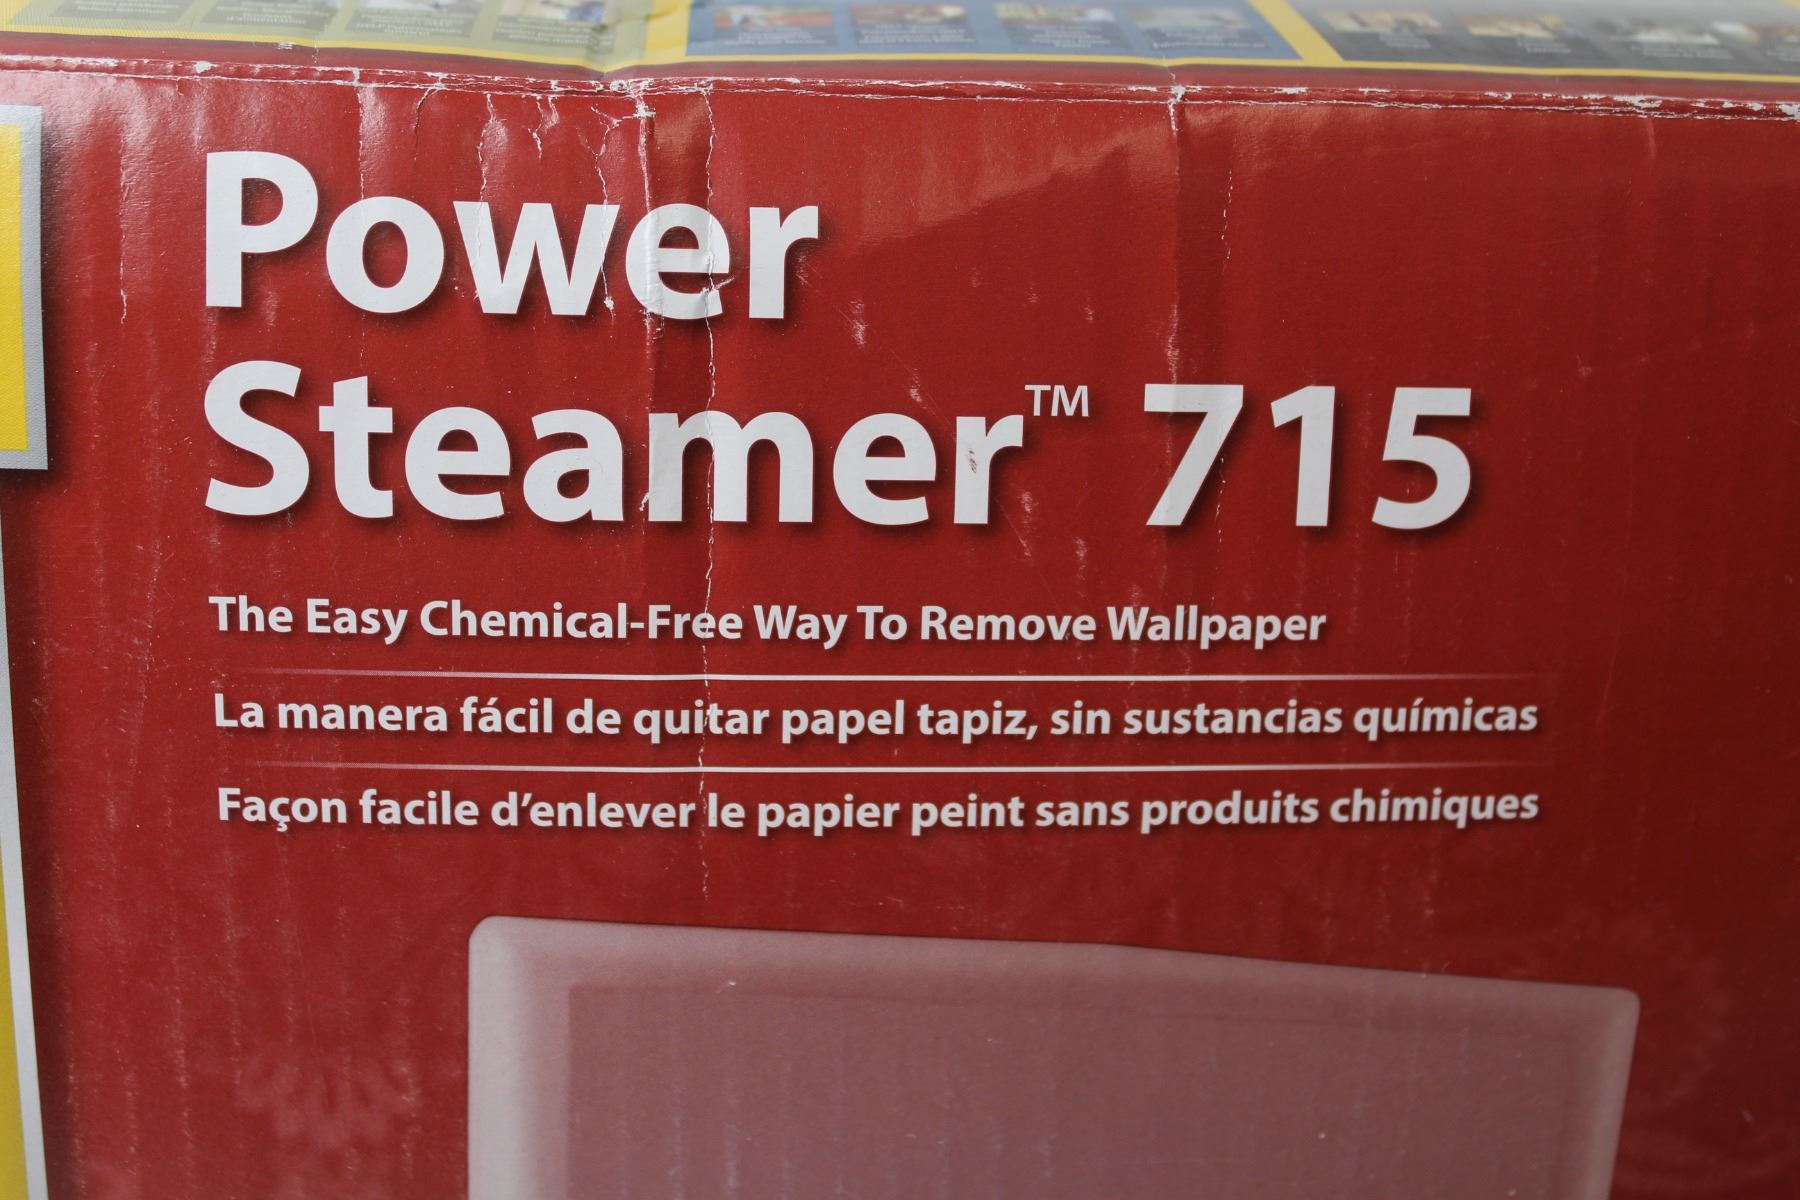 Power
Steamer™ 715
The Easy Chemical-Free Way To Remove Wallpaper
La manera fácil de quitar papel tapiz, sin sustancias químicas
Façon facile d’enlever le papier peint sans produits chimiques